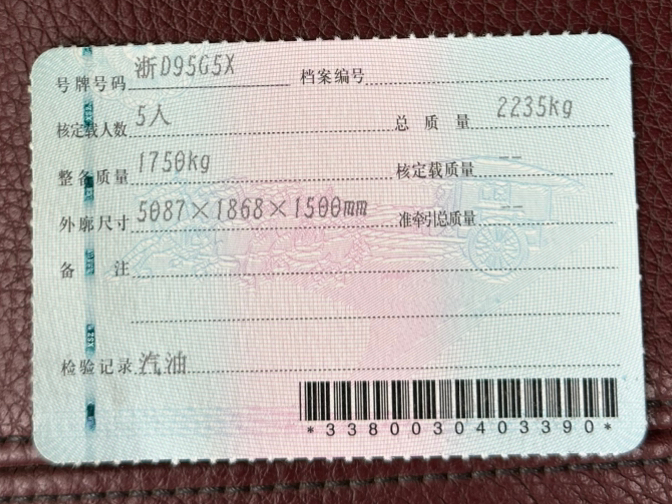 号牌号码 浙D95G5X 档案编号
核定载人数 5人 总质量 2235kg
整备质量 1750kg 核定载质量 --
外廓尺寸 5087×1868×1500mm 准牵引总质量 --
备注
检验记录 汽油
*3380030403390*